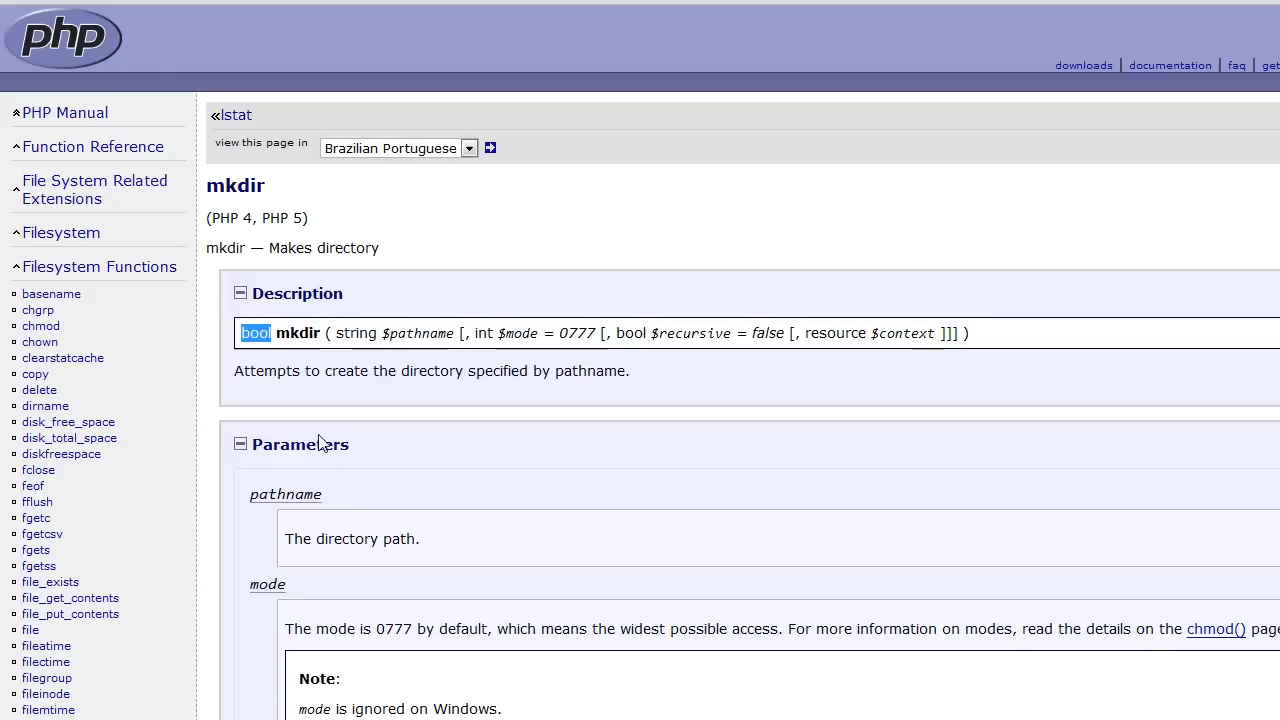 php
downloads | documentation | faq | get
PHP Manual
Function Reference
File System Related
Extensions
Filesystem
Filesystem Functions
basename
chgrp
chmod
chown
clearstatcache
copy
delete
dirname
disk_free_space
disk_total_space
diskfreespace
fclose
feof
fflush
fgetc
fgetcsv
fgets
fgetss
file_exists
file_get_contents
file_put_contents
file
fileatime
filectime
filegroup
fileinode
filemtime
«lstat
view this page in Brazilian Portuguese
mkdir
(PHP 4, PHP 5)
mkdir — Makes directory
Description
bool mkdir ( string $pathname [, int $mode = 0777 [, bool $recursive = false [, resource $context ]]] )
Attempts to create the directory specified by pathname.
Parameters
pathname
The directory path.
mode
The mode is 0777 by default, which means the widest possible access. For more information on modes, read the details on the chmod() page
Note:
mode is ignored on Windows.